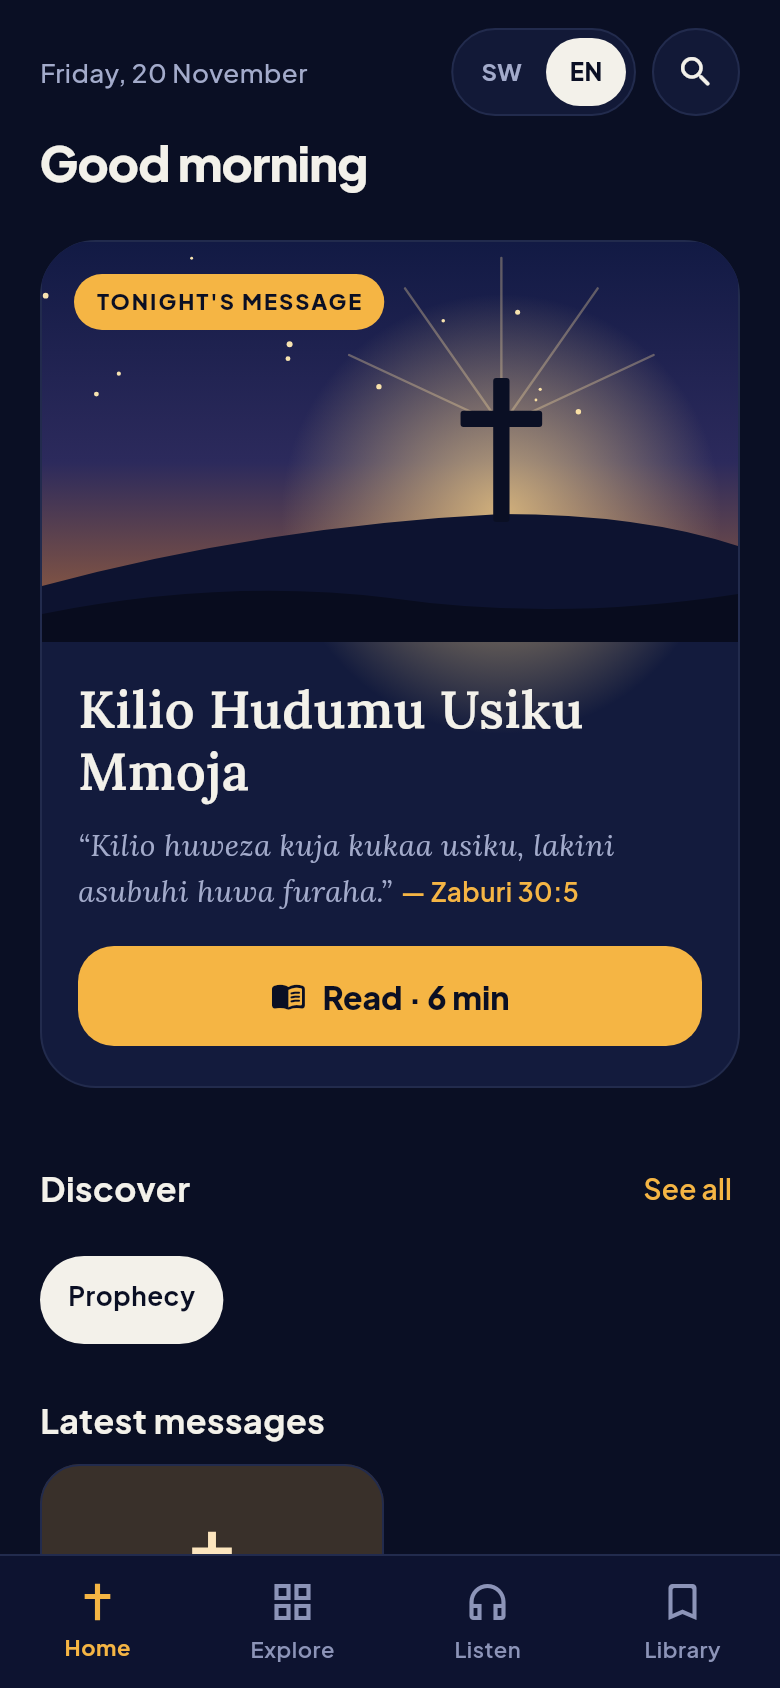 Friday, 20 November
SW
EN
Good morning
TONIGHT'S MESSAGE
Kilio Hudumu Usiku
Mmoja
“Kilio huweza kuja kukaa usiku, lakini
asubuhi huwa furaha.” — Zaburi 30:5
Read · 6 min
Discover
See all
Prophecy
Latest messages
Home
Explore
Listen
Library